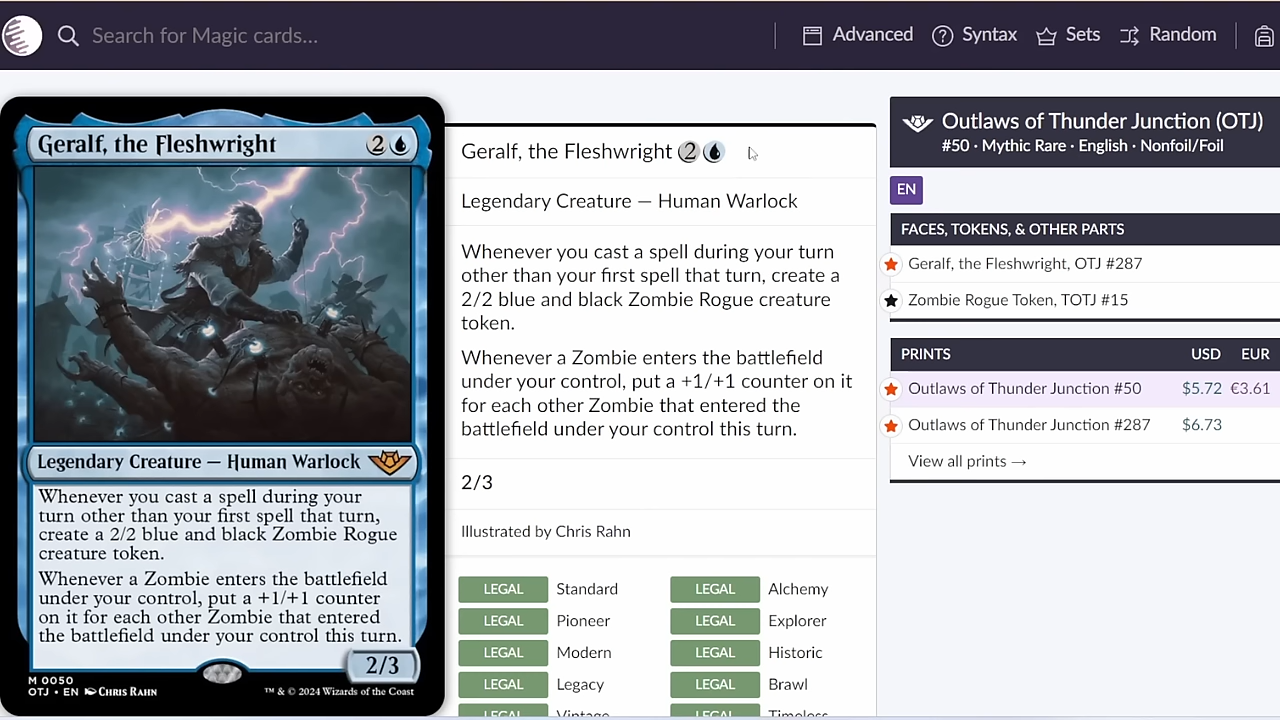 Search for Magic cards...
Advanced
Syntax
Sets
Random
Geralf, the Fleshwright 2
Legendary Creature — Human Warlock
Whenever you cast a spell during your
turn other than your first spell that turn,
create a 2/2 blue and black Zombie Rogue
creature token.
Whenever a Zombie enters the battlefield
under your control, put a +1/+1 counter
on it for each other Zombie that entered
the battlefield under your control this turn.
2/3
M 0050
OTJ • EN CHRIS RAHN
™ & © 2024 Wizards of the Coast
Geralf, the Fleshwright 2
Legendary Creature — Human Warlock
Whenever you cast a spell during your turn
other than your first spell that turn, create a
2/2 blue and black Zombie Rogue creature
token.
Whenever a Zombie enters the battlefield
under your control, put a +1/+1 counter on it
for each other Zombie that entered the
battlefield under your control this turn.
2/3
Illustrated by Chris Rahn
LEGAL Standard LEGAL Alchemy
LEGAL Pioneer LEGAL Explorer
LEGAL Modern LEGAL Historic
LEGAL Legacy LEGAL Brawl
LEGAL Vintage LEGAL Timeless
Outlaws of Thunder Junction (OTJ)
#50 · Mythic Rare · English · Nonfoil/Foil
EN
FACES, TOKENS, & OTHER PARTS
Geralf, the Fleshwright, OTJ #287
Zombie Rogue Token, TOTJ #15
PRINTS USD EUR
Outlaws of Thunder Junction #50 $5.72 €3.61
Outlaws of Thunder Junction #287 $6.73
View all prints →